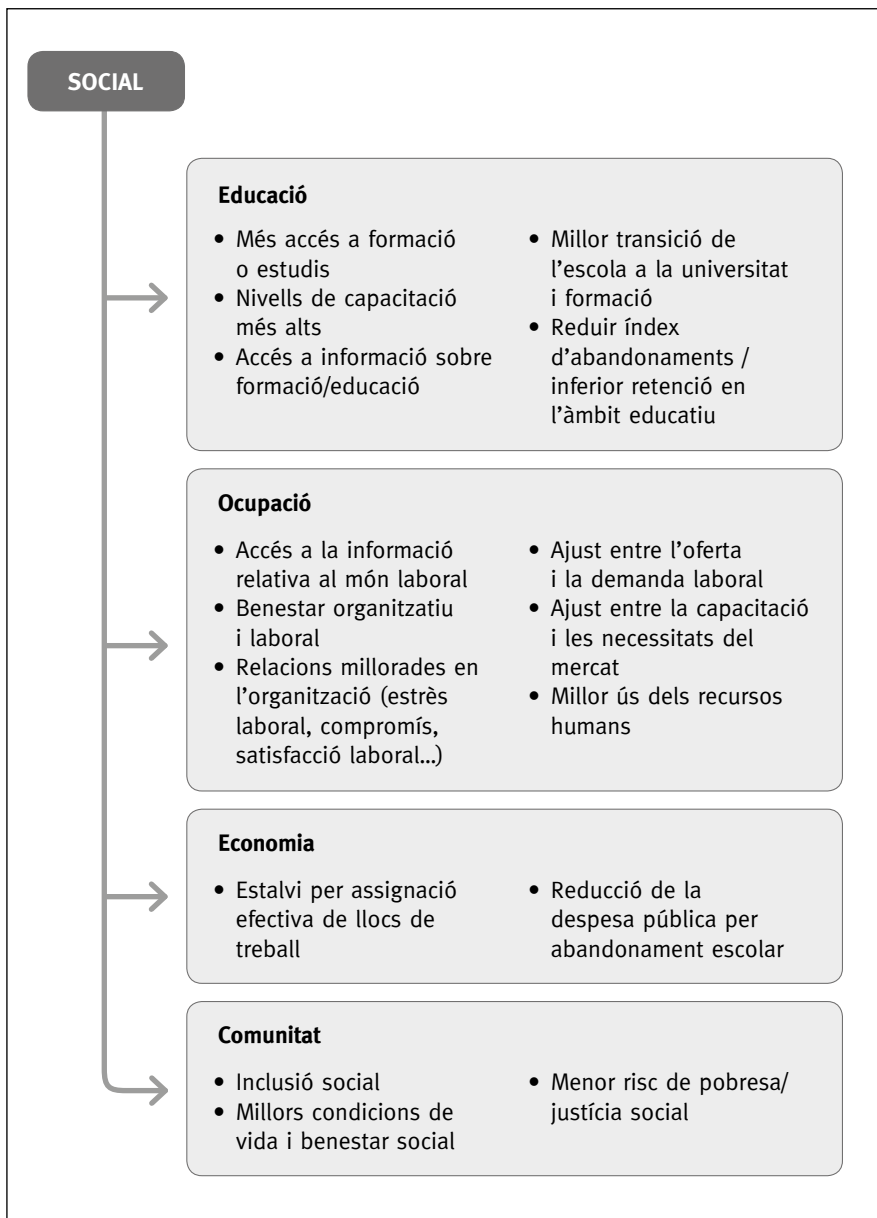 SOCIAL
Educació
• Més accés a formació
o estudis
• Nivells de capacitació
més alts
• Accés a informació sobre
formació/educació
• Millor transició de
l’escola a la universitat
i formació
• Reduir índex
d’abandonaments /
inferior retenció en
l’àmbit educatiu
Ocupació
• Accés a la informació
relativa al món laboral
• Benestar organitzatiu
i laboral
• Relacions millorades en
l’organització (estrès
laboral, compromís,
satisfacció laboral...)
• Ajust entre l’oferta
i la demanda laboral
• Ajust entre la capacitació
i les necessitats del
mercat
• Millor ús dels recursos
humans
Economia
• Estalvi per assignació
efectiva de llocs de
treball
• Reducció de la
despesa pública per
abandonament escolar
Comunitat
• Inclusió social
• Millors condicions de
vida i benestar social
• Menor risc de pobresa/
justícia social